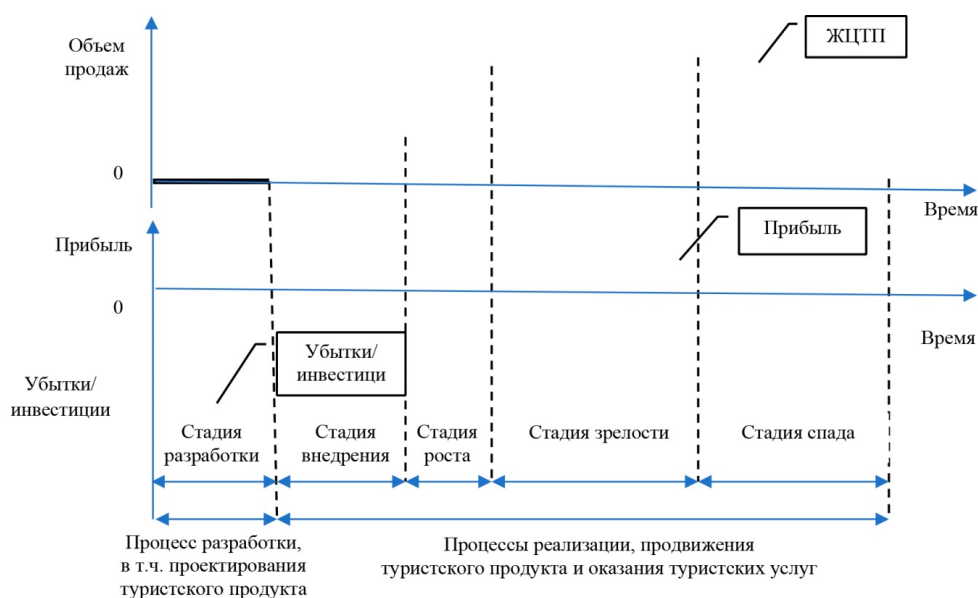 Объем
продаж
ЖЦТП
0
Время
Прибыль
Прибыль
0
Время
Убытки/
инвестици
Убытки/
инвестиции
Стадия
разработки
Стадия
внедрения
Стадия
роста
Стадия зрелости
Стадия спада
Процесс разработки,
в т.ч. проектирования
туристского продукта
Процессы реализации, продвижения
туристского продукта и оказания туристских услуг